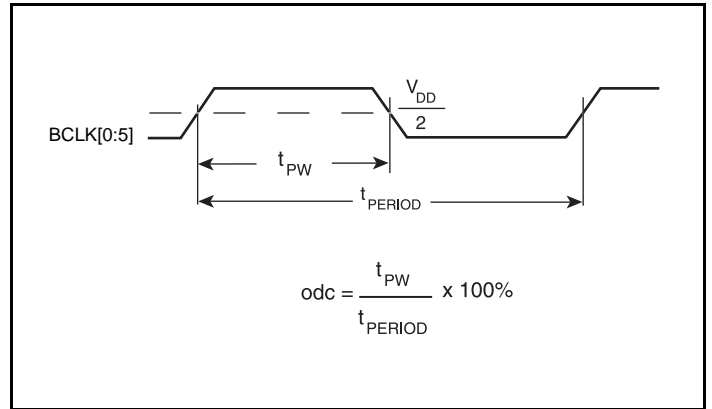 V_DD
2
BCLK[0:5]
t_PW
t_PERIOD
odc = t_PW / t_PERIOD x 100%